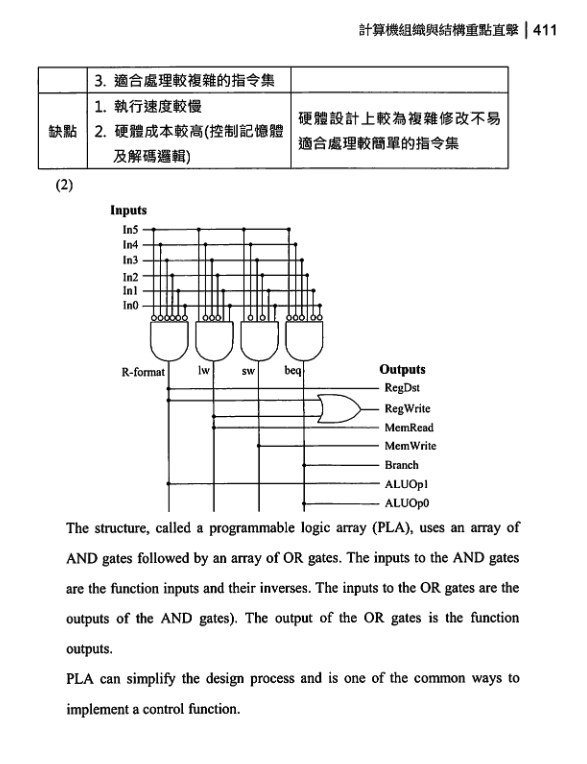 計算機組織與結構重點直擊 | 411
3. 適合處理較複雜的指令集
缺點
1. 執行速度較慢
2. 硬體成本較高(控制記憶體
及解碼邏輯)
硬體設計上較為複雜修改不易
適合處理較簡單的指令集
(2)
Inputs
In5
In4
In3
In2
In1
In0
R-format lw sw beq
Outputs
RegDst
RegWrite
MemRead
MemWrite
Branch
ALUOp1
ALUOp0
The structure, called a programmable logic array (PLA), uses an array of
AND gates followed by an array of OR gates. The inputs to the AND gates
are the function inputs and their inverses. The inputs to the OR gates are the
outputs of the AND gates). The output of the OR gates is the function
outputs.
PLA can simplify the design process and is one of the common ways to
implement a control function.